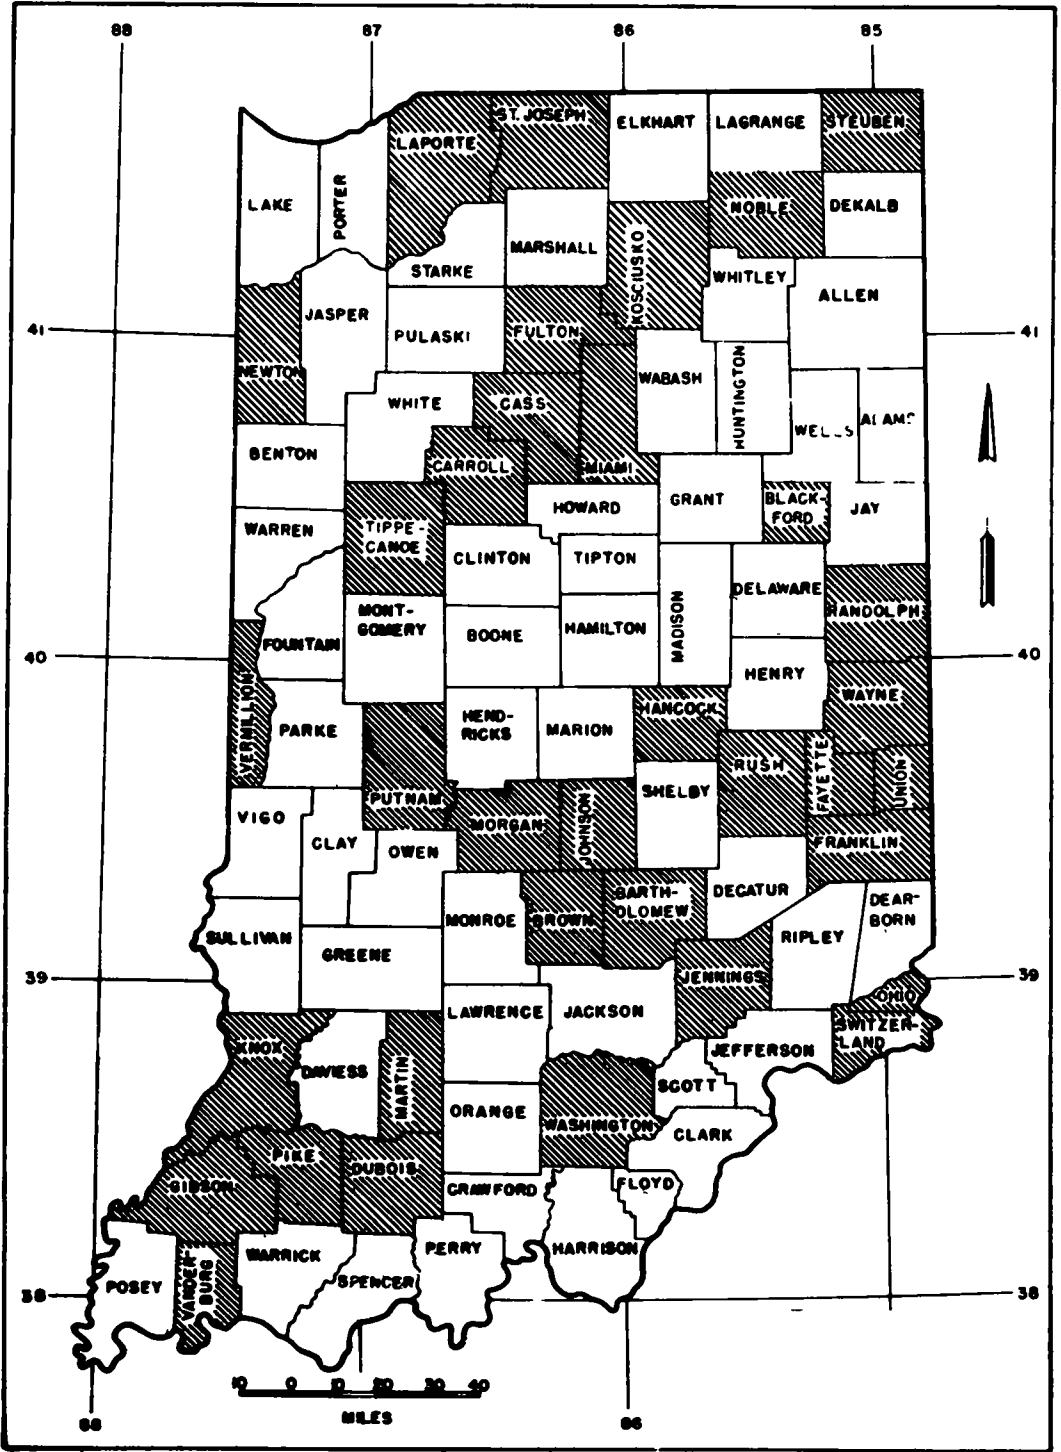 88 87 86 85
ST. JOSEPH
ELKHART
LAGRANGE
STEUBEN
LAPORTE
LAKE
PORTER
NOBLE
DEKALB
MARSHALL
KOSCIUSKO
STARKE
WHITLEY
ALLEN
JASPER
41
PULASKI
FULTON
41
NEWTON
WABASH
HUNTINGTON
WHITE
CASS
WELLS
BENTON
CARROLL
MIAMI
GRANT
BLACK-
FORD
JAY
HOWARD
WARREN
TIPPE-
CANOE
CLINTON
TIPTON
DELAWARE
MONT-
GOMERY
RANDOLPH
BOONE
HAMILTON
MADISON
FOUNTAIN
40
40
HENRY
WAYNE
VERMILLION
PARKE
HEND-
RICKS
MARION
HANCOCK
RUSH
FAYETTE
UNION
PUTNAM
SHELBY
VIGO
MORGAN
JOHNSON
CLAY
OWEN
FRANKLIN
DECATUR
BARTH-
OLOMEW
DEAR-
BORN
MONROE
BROWN
SULLIVAN
RIPLEY
GREENE
39
JENNINGS
39
OHIO
LAWRENCE
JACKSON
SWITZER-
LAND
KNOX
JEFFERSON
DAVIESS
MARTIN
SCOTT
ORANGE
WASHINGTON
CLARK
PIKE
DUBOIS
GIBSON
CRAWFORD
FLOYD
WARRICK
PERRY
HARRISON
POSEY
VANDER-
BURG
SPENCER
38
38
10 0 10 20 30 40
MILES
88 86